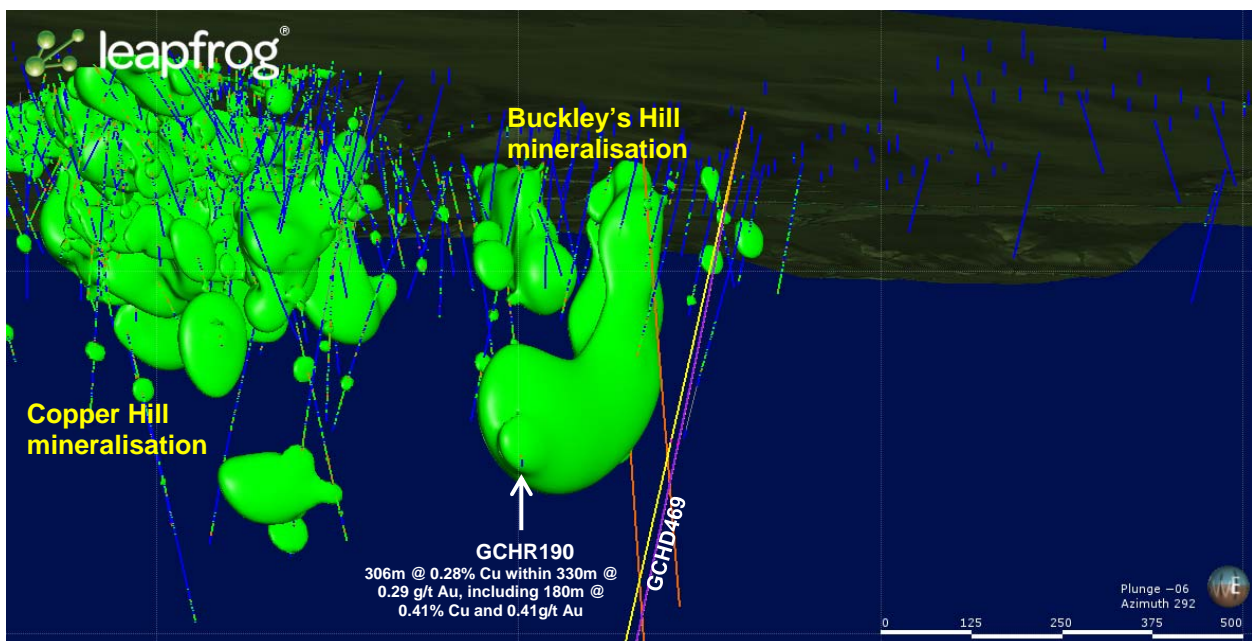 leapfrog®
Buckley's Hill
mineralisation
Copper Hill
mineralisation
GCHR190
306m @ 0.28% Cu within 330m @
0.29 g/t Au, including 180m @
0.41% Cu and 0.41g/t Au
GCHD469
Plunge −06
Azimuth 292
E
0 125 250 375 500